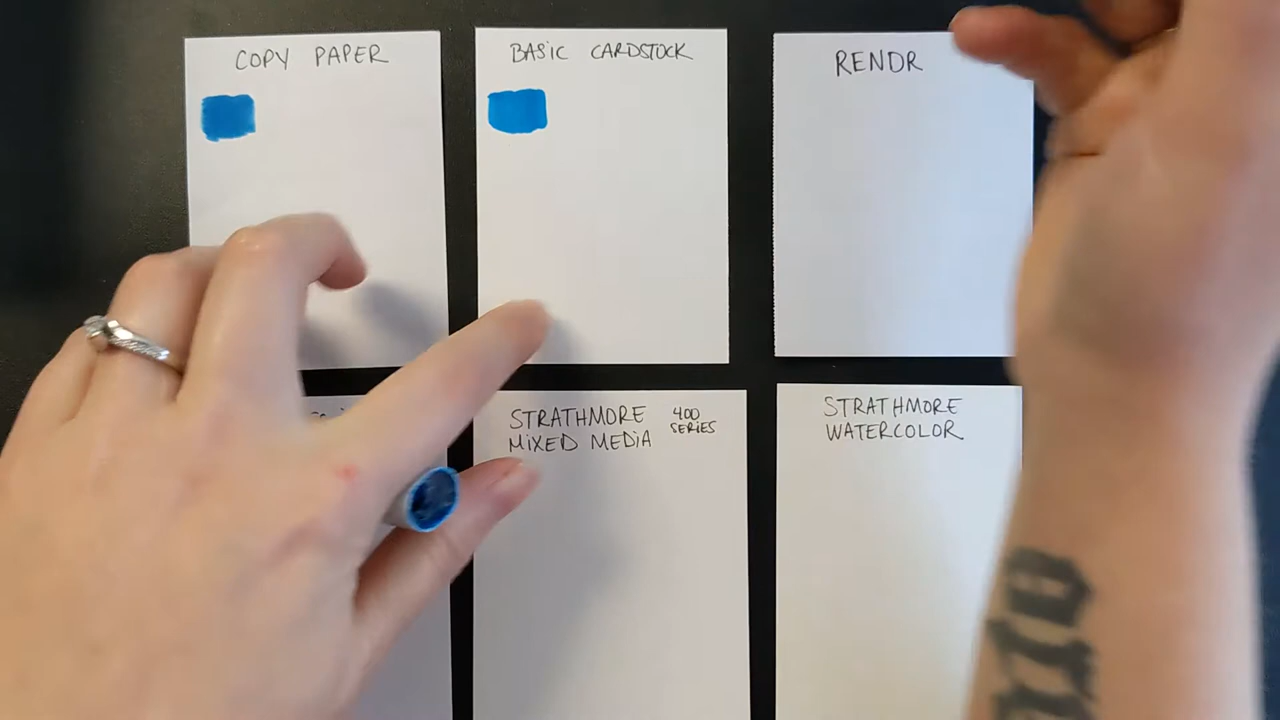 COPY PAPER
BASIC CARDSTOCK
RENDR
STRATHMORE 400
SERIES
MIXED MEDIA
STRATHMORE
WATERCOLOR